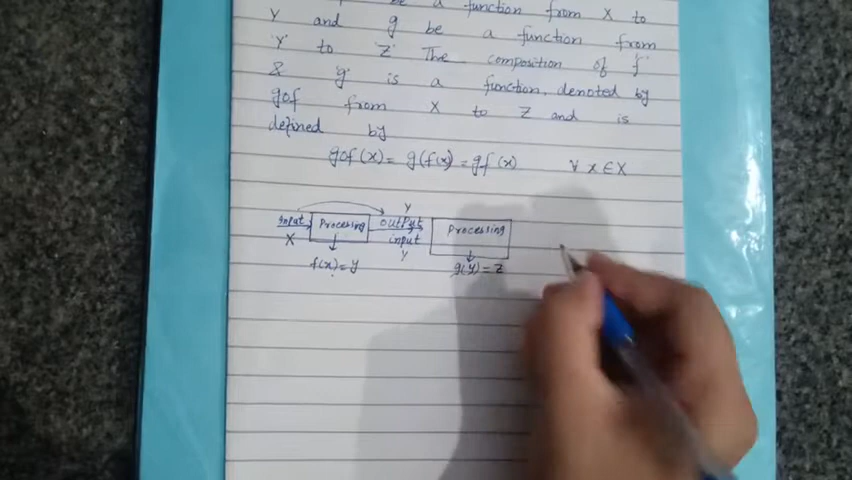 be a function from X to
Y and g be a function from
'Y' to 'Z'. The composition of 'f'
& 'g' is a function, denoted by
gof from X to Z and is
defined by
gof(x) = g(f(x)) = gf(x) ∀ x ∈ X
Y
input Processing output Processing
X input
Y
f(x) = y g(y) = z